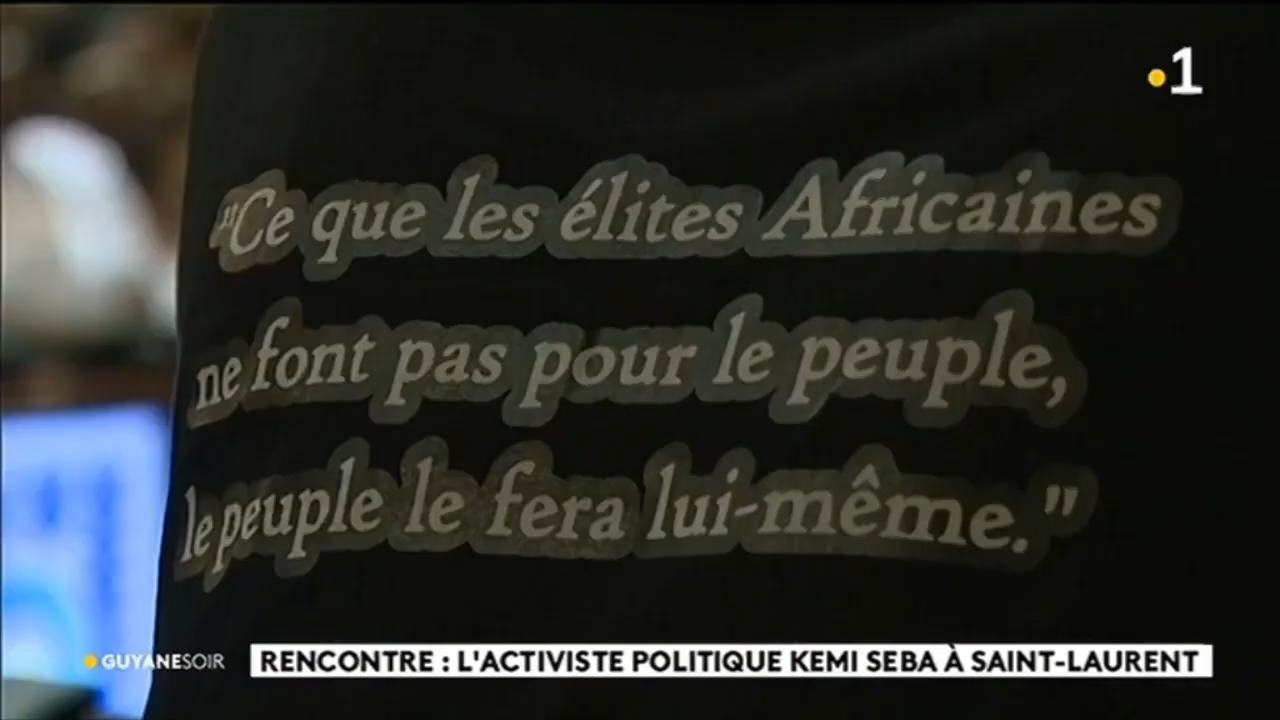 1
"Ce que les élites Africaines
ne font pas pour le peuple,
le peuple le fera lui-même."
GUYANESOIR
RENCONTRE : L'ACTIVISTE POLITIQUE KEMI SEBA À SAINT-LAURENT